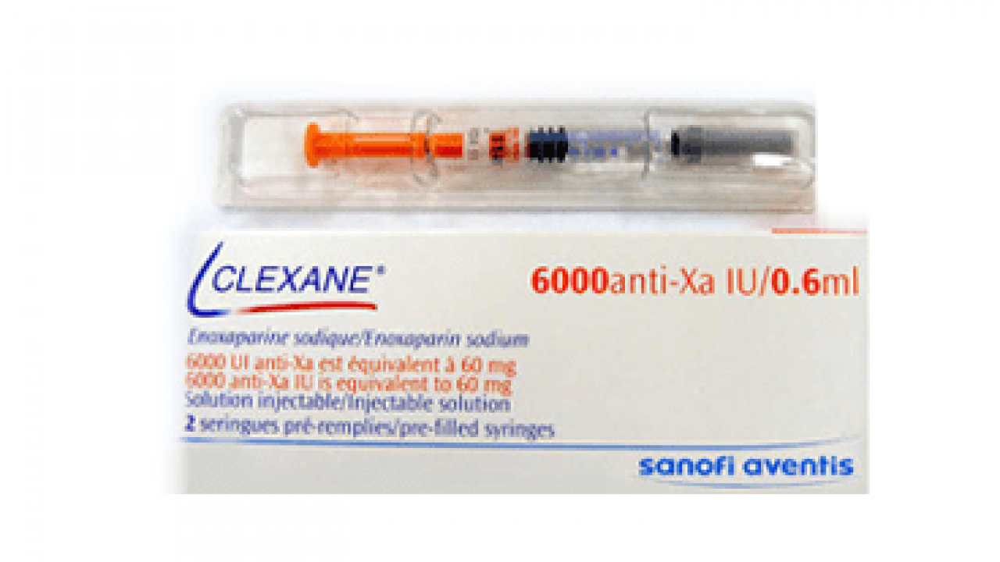 CLEXANE®
6000anti-Xa IU/0.6ml
Enoxaparine sodique/Enoxaparin sodium
6000 UI anti-Xa est équivalent à 60 mg
6000 anti-Xa IU is equivalent to 60 mg
Solution injectable/Injectable solution
2 seringues pré-remplies/pre-filled syringes
sanofi aventis